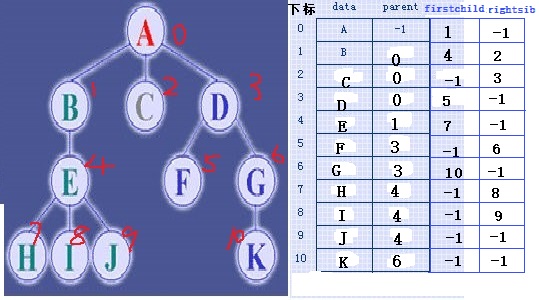 A 0
B 1 C 2 D 3
E 4 F 5 G 6
H 7 I 8 J 9 K 10
下标 data parent firstchild rightsib
0 A -1 1 -1
1 B 0 4 2
2 C 0 -1 3
3 D 0 5 -1
4 E 1 7 -1
5 F 3 -1 6
6 G 3 10 -1
7 H 4 -1 8
8 I 4 -1 9
9 J 4 -1 -1
10 K 6 -1 -1